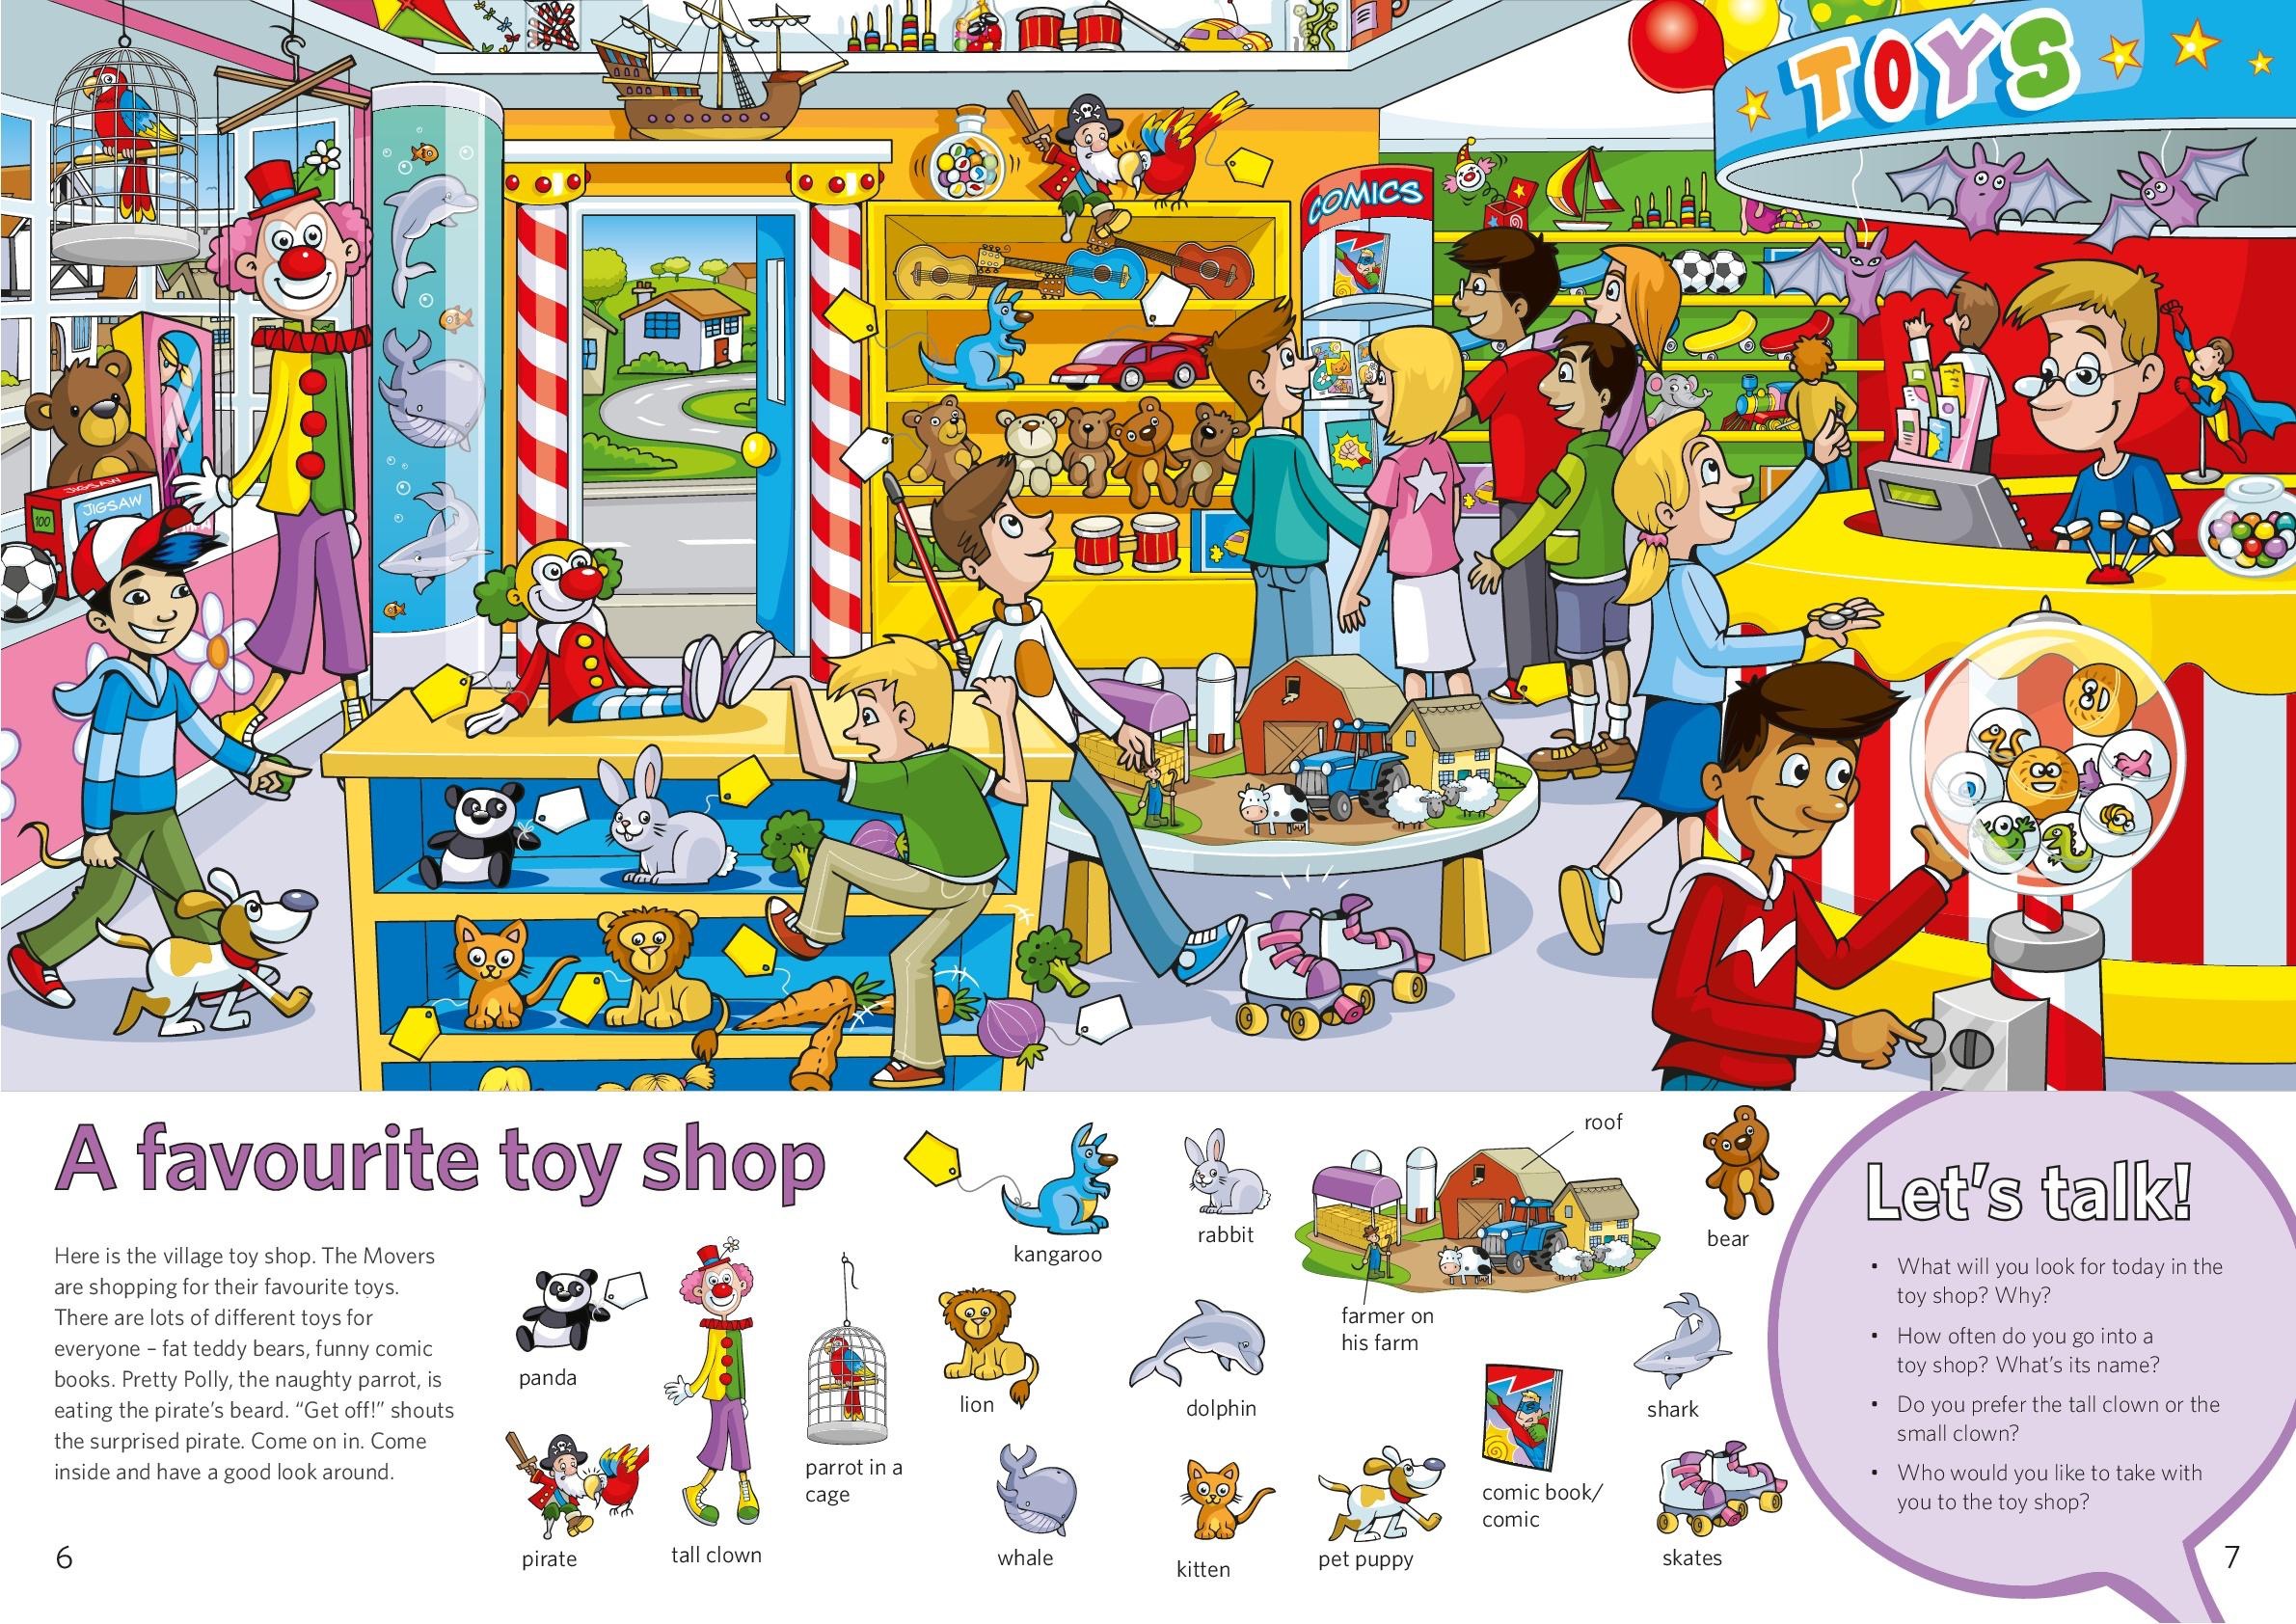 TOYS
COMICS
JIGSAW
JIGSAW
100
A favourite toy shop
Here is the village toy shop. The Movers
are shopping for their favourite toys.
There are lots of different toys for
everyone – fat teddy bears, funny comic
books. Pretty Polly, the naughty parrot, is
eating the pirate’s beard. “Get off!” shouts
the surprised pirate. Come on in. Come
inside and have a good look around.
panda
pirate
tall clown
parrot in a
cage
kangaroo
lion
whale
rabbit
dolphin
kitten
roof
farmer on
his farm
pet puppy
comic book/
comic
bear
shark
skates
Let’s talk!
• What will you look for today in the
toy shop? Why?
• How often do you go into a
toy shop? What’s its name?
• Do you prefer the tall clown or the
small clown?
• Who would you like to take with
you to the toy shop?
6
7